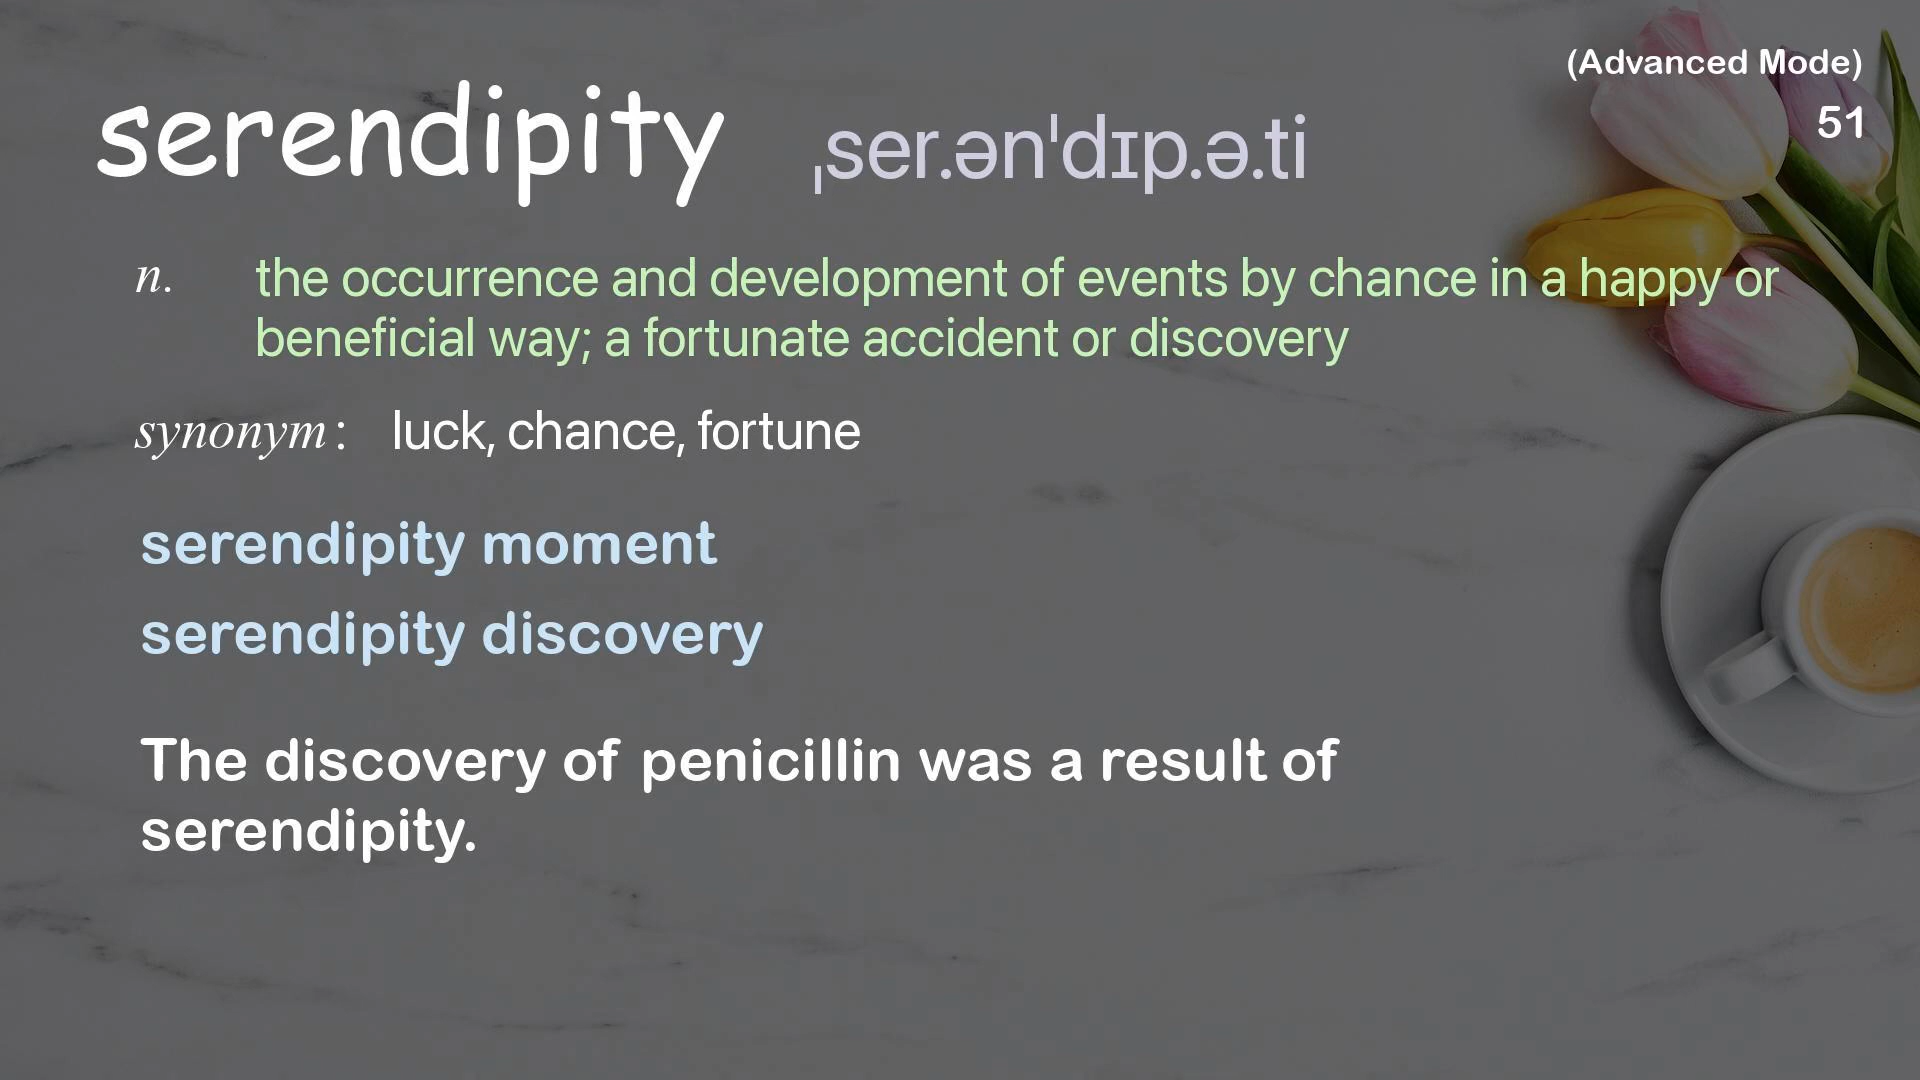 (Advanced Mode)
51
serendipity ˌser.ənˈdɪp.ə.ti
n. the occurrence and development of events by chance in a happy or
beneficial way; a fortunate accident or discovery
synonym: luck, chance, fortune
serendipity moment
serendipity discovery
The discovery of penicillin was a result of
serendipity.